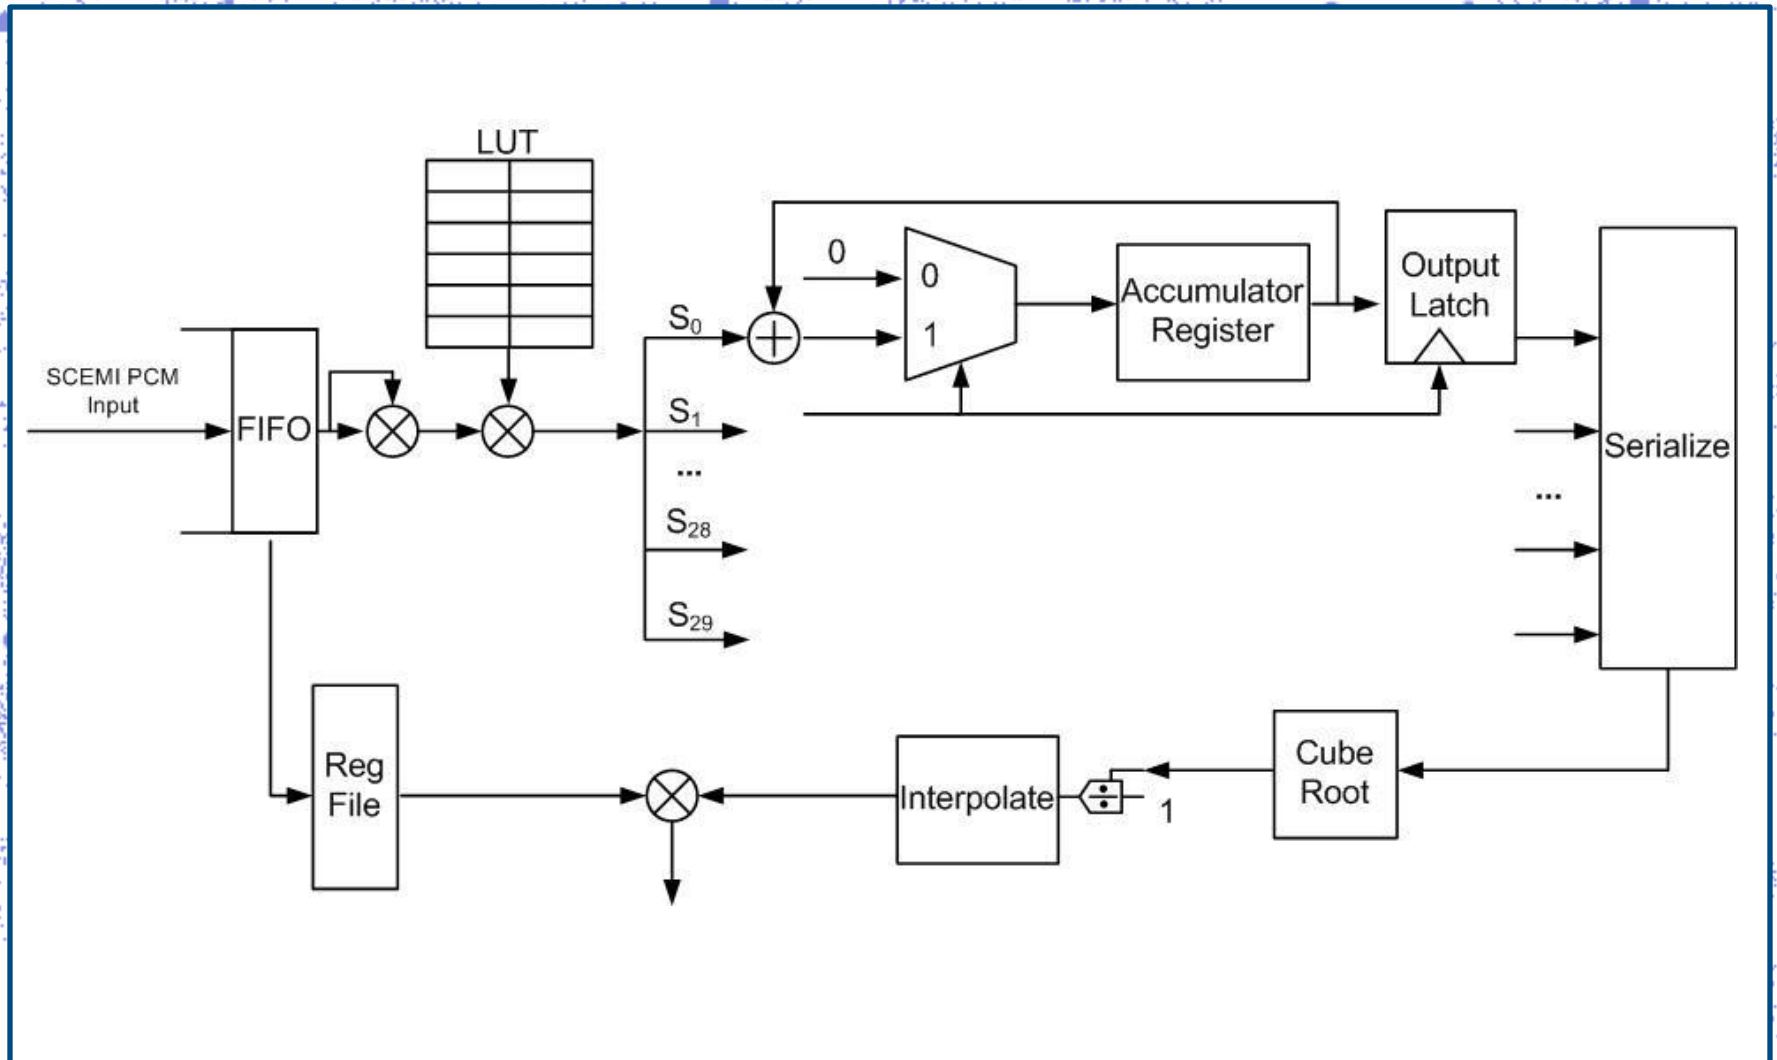 LUT
SCEMI PCM
Input
FIFO
S0
S1
...
S28
S29
0
0
1
Accumulator
Register
Output
Latch
Serialize
...
Reg
File
Interpolate
1
Cube
Root